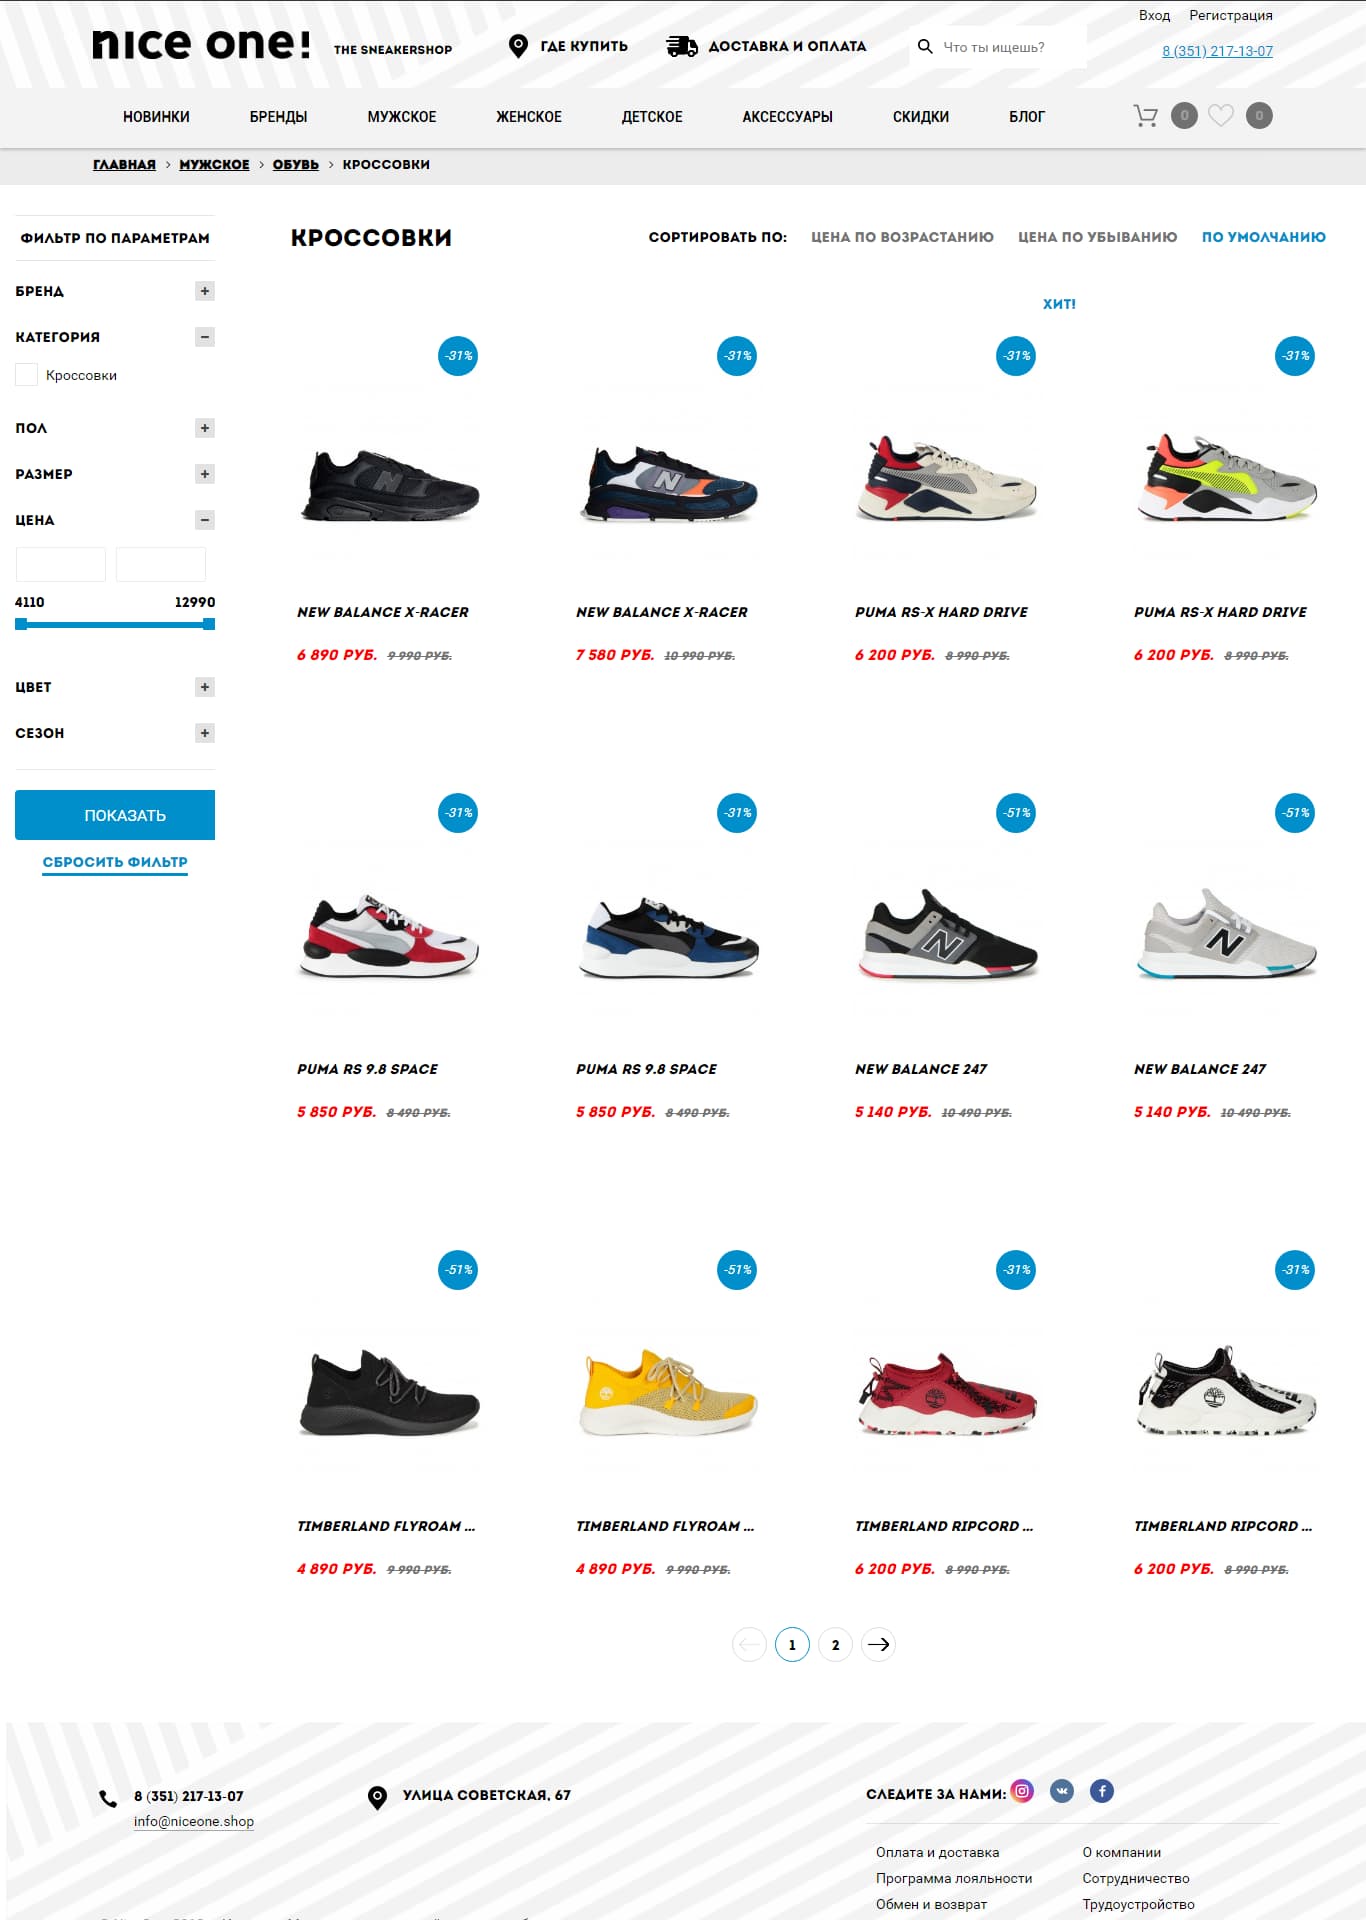 Вход Регистрация
nice one! THE SNEAKERSHOP ГДЕ КУПИТЬ ДОСТАВКА И ОПЛАТА Что ты ищешь? 8 (351) 217-13-07
НОВИНКИ БРЕНДЫ МУЖСКОЕ ЖЕНСКОЕ ДЕТСКОЕ АКСЕССУАРЫ СКИДКИ БЛОГ 0 0
ГЛАВНАЯ > МУЖСКОЕ > ОБУВЬ > КРОССОВКИ
ФИЛЬТР ПО ПАРАМЕТРАМ
БРЕНД +
КАТЕГОРИЯ −
Кроссовки
ПОЛ +
РАЗМЕР +
ЦЕНА −
4110 12990
ЦВЕТ +
СЕЗОН +
ПОКАЗАТЬ
СБРОСИТЬ ФИЛЬТР
КРОССОВКИ СОРТИРОВАТЬ ПО: ЦЕНА ПО ВОЗРАСТАНИЮ ЦЕНА ПО УБЫВАНИЮ ПО УМОЛЧАНИЮ
ХИТ!
-31% -31% -31% -31%
NEW BALANCE X-RACER NEW BALANCE X-RACER PUMA RS-X HARD DRIVE PUMA RS-X HARD DRIVE
6 890 РУБ. 9 990 РУБ. 7 580 РУБ. 10 990 РУБ. 6 200 РУБ. 8 990 РУБ. 6 200 РУБ. 8 990 РУБ.
-31% -31% -51% -51%
PUMA RS 9.8 SPACE PUMA RS 9.8 SPACE NEW BALANCE 247 NEW BALANCE 247
5 850 РУБ. 8 490 РУБ. 5 850 РУБ. 8 490 РУБ. 5 140 РУБ. 10 490 РУБ. 5 140 РУБ. 10 490 РУБ.
-51% -51% -31% -31%
TIMBERLAND FLYROAM ... TIMBERLAND FLYROAM ... TIMBERLAND RIPCORD ... TIMBERLAND RIPCORD ...
4 890 РУБ. 9 990 РУБ. 4 890 РУБ. 9 990 РУБ. 6 200 РУБ. 8 990 РУБ. 6 200 РУБ. 8 990 РУБ.
1 2
8 (351) 217-13-07
info@niceone.shop
УЛИЦА СОВЕТСКАЯ, 67
СЛЕДИТЕ ЗА НАМИ:
Оплата и доставка О компании
Программа лояльности Сотрудничество
Обмен и возврат Трудоустройство